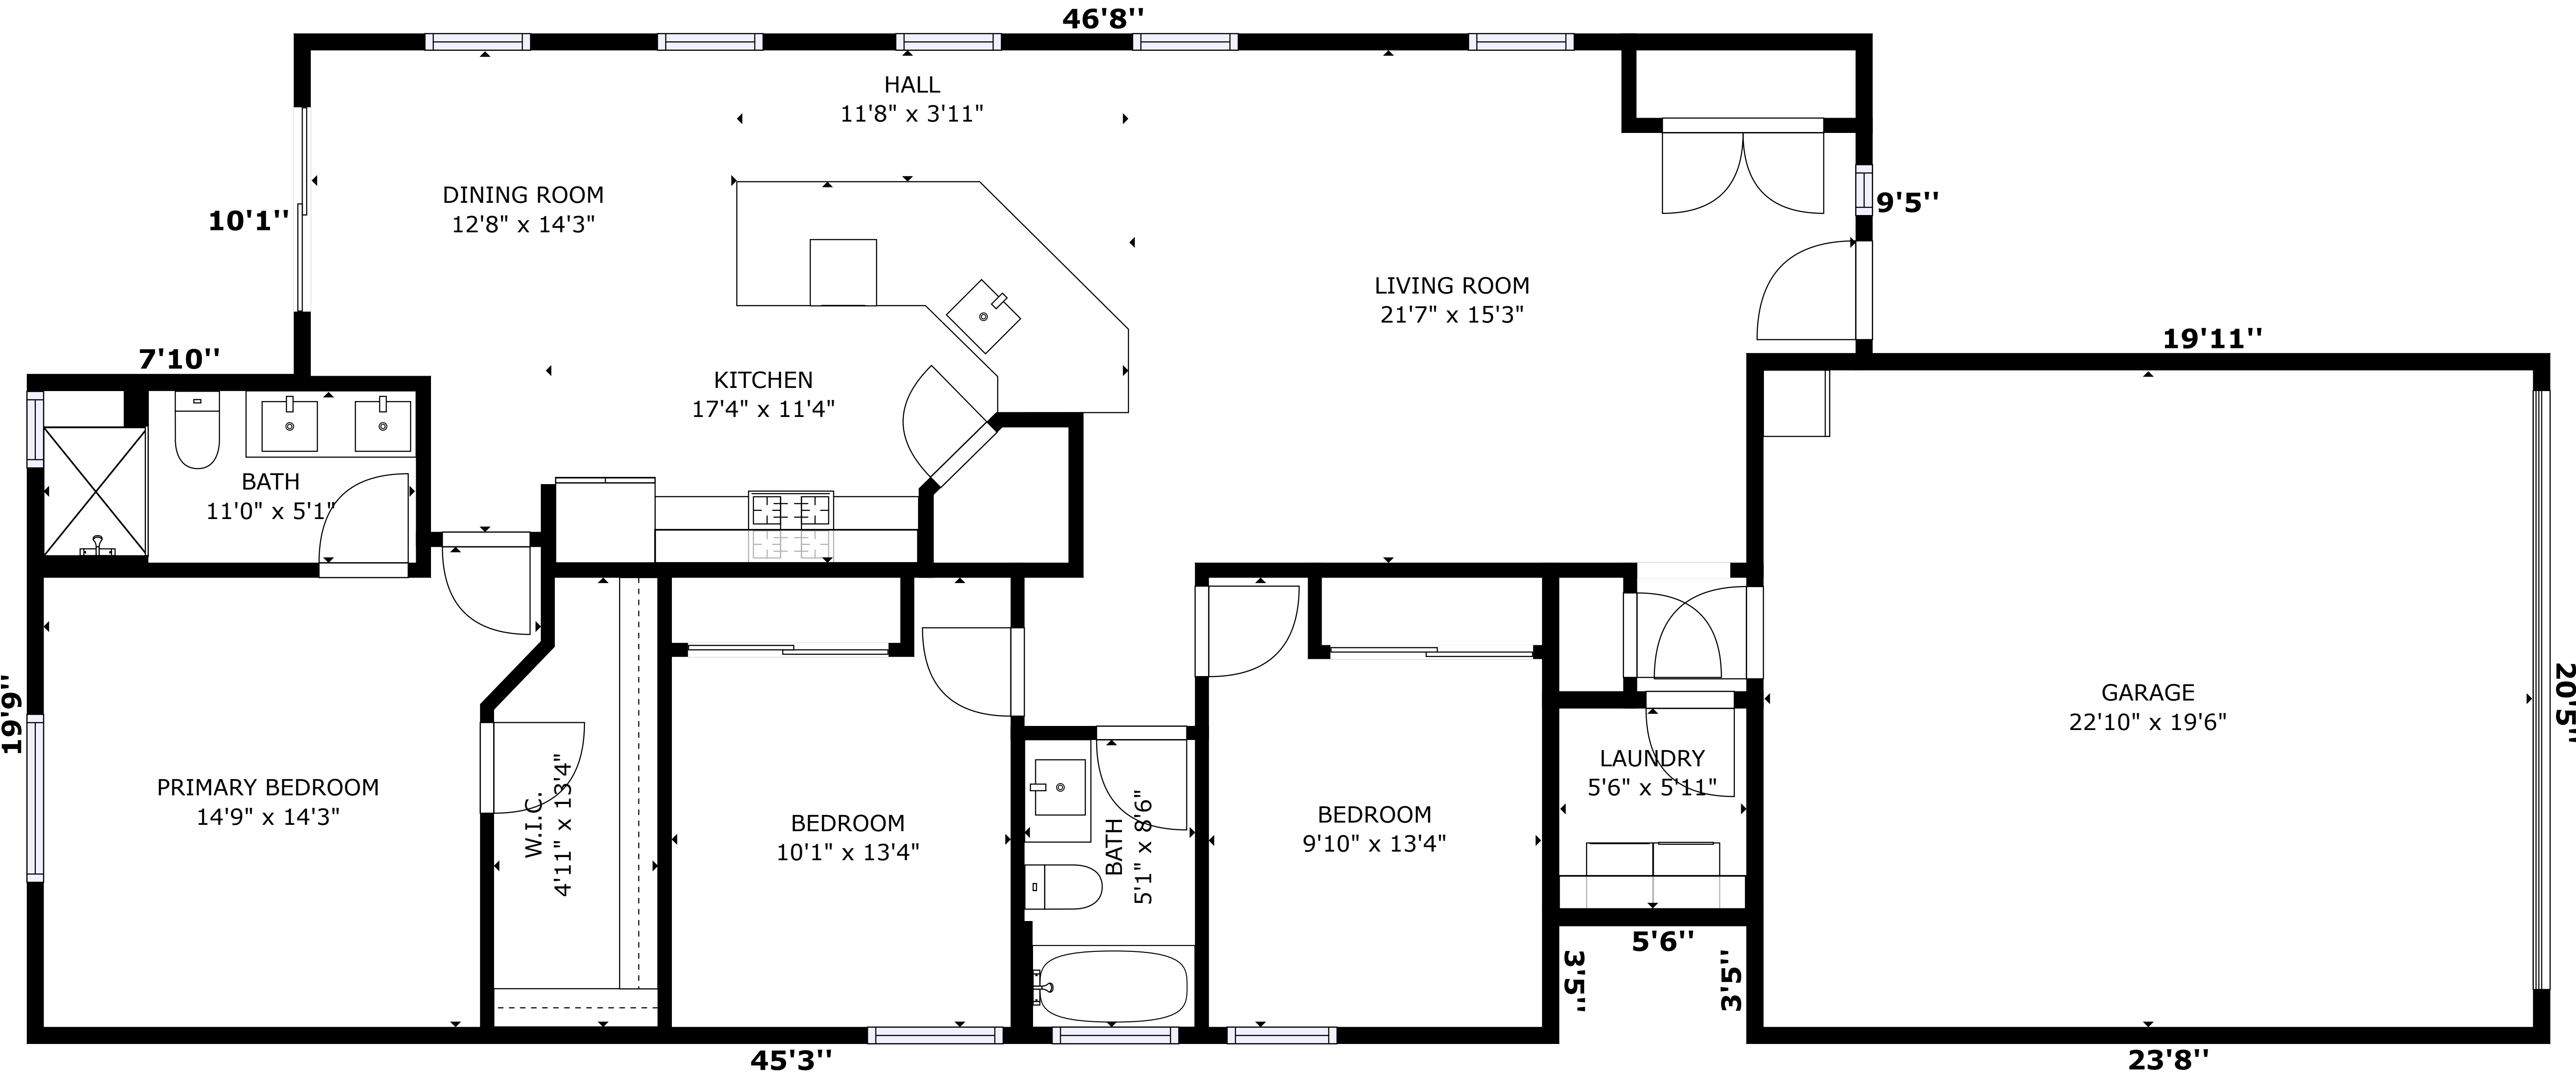 46'8''
HALL
11'8" x 3'11"
DINING ROOM
12'8" x 14'3"
10'1''
9'5''
LIVING ROOM
21'7" x 15'3"
19'11''
7'10''
KITCHEN
17'4" x 11'4"
BATH
11'0" x 5'1"
19'9''
PRIMARY BEDROOM
14'9" x 14'3"
W.I.C.
4'11" x 13'4"
BEDROOM
10'1" x 13'4"
BATH
5'1" x 8'6"
BEDROOM
9'10" x 13'4"
LAUNDRY
5'6" x 5'11"
GARAGE
22'10" x 19'6"
20'5''
5'6''
3'5''
3'5''
45'3''
23'8''